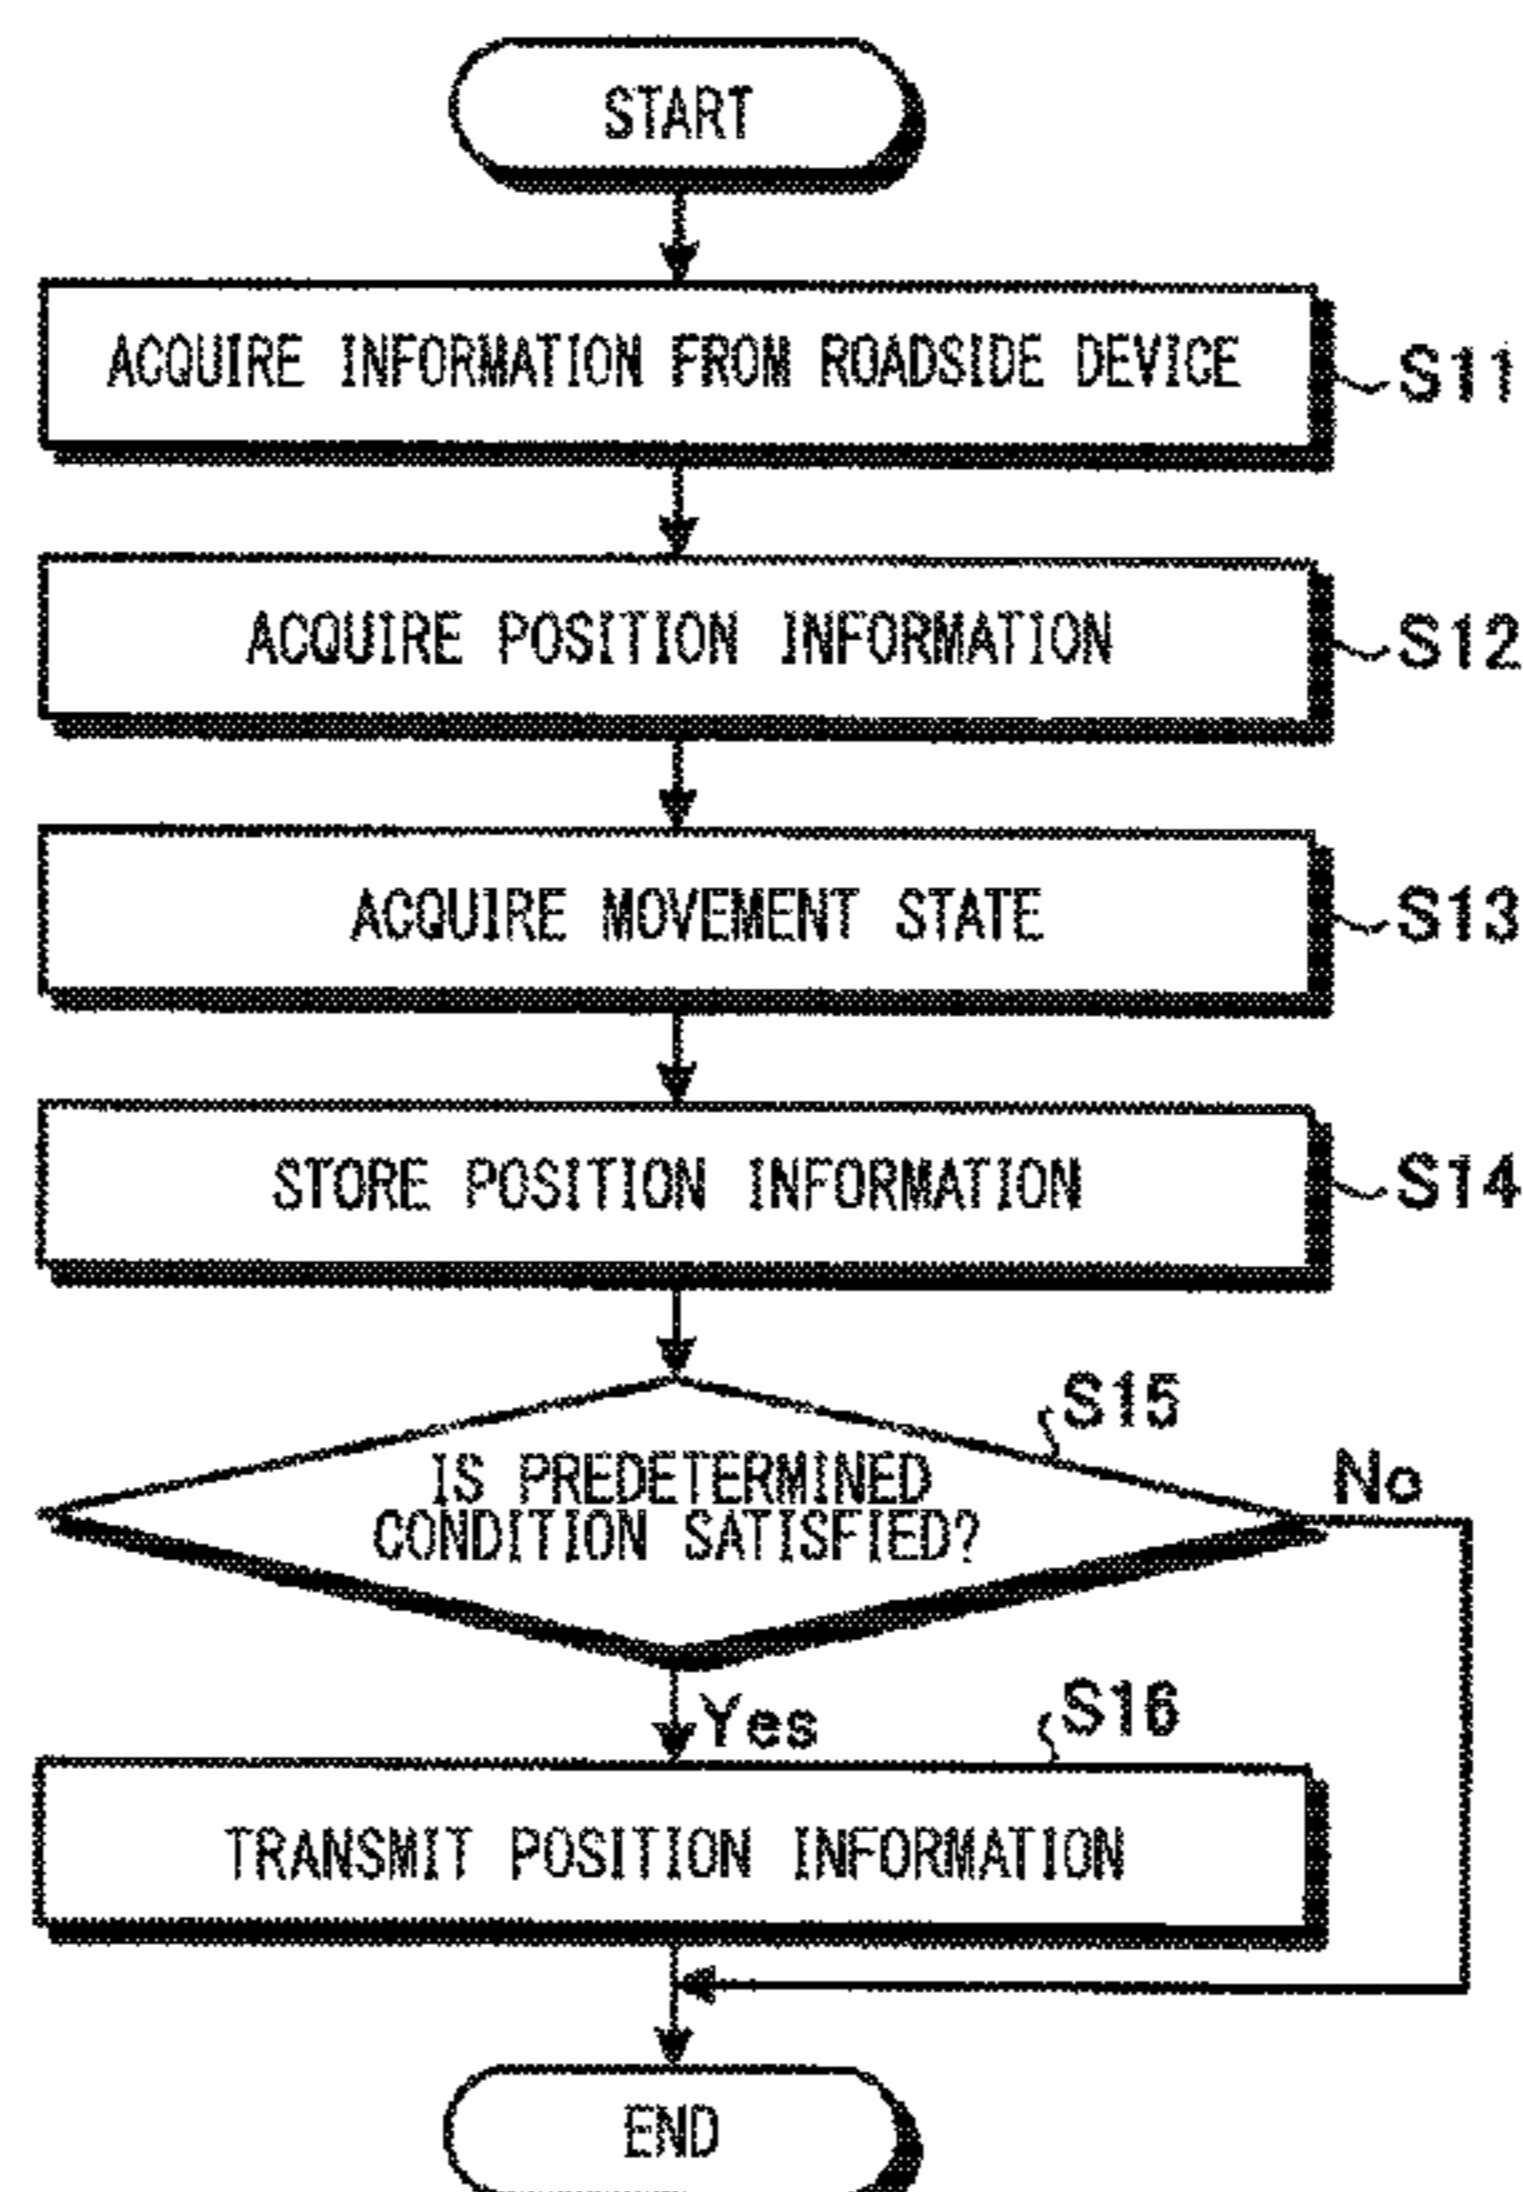 START
ACQUIRE INFORMATION FROM ROADSIDE DEVICE
S11
ACQUIRE POSITION INFORMATION
S12
ACQUIRE MOVEMENT STATE
S13
STORE POSITION INFORMATION
S14
S15
IS PREDETERMINED
CONDITION SATISFIED?
No
Yes
S16
TRANSMIT POSITION INFORMATION
END